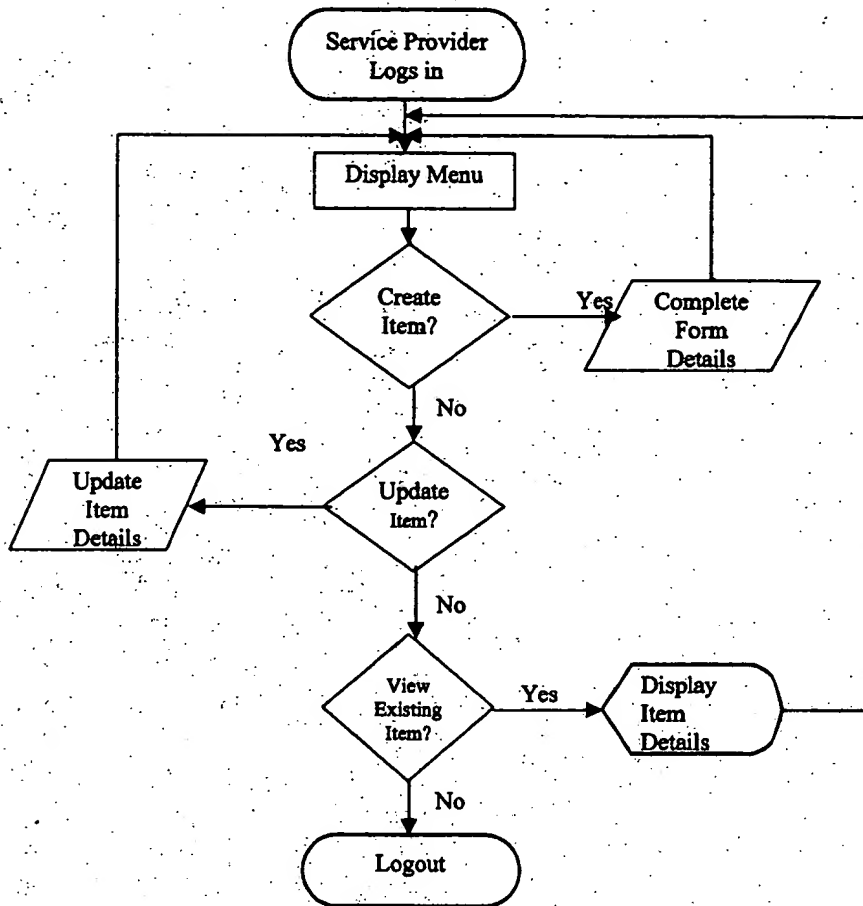 Service Provider
Logs in
Display Menu
Create
Item?
Yes
Complete
Form
Details
No
Yes
Update
Item
Details
Update
Item?
No
View
Existing
Item?
Yes
Display
Item
Details
No
Logout